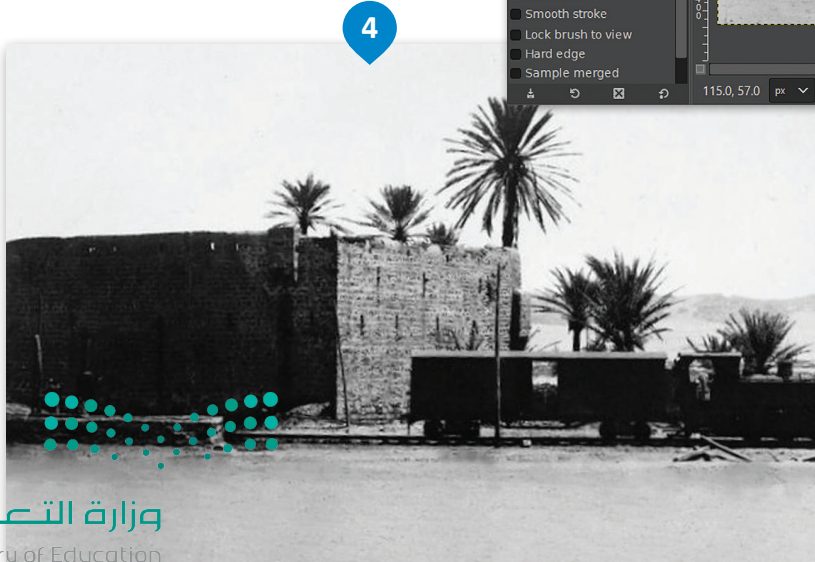 4
Smooth stroke
Lock brush to view
Hard edge
Sample merged
115.0, 57.0
px
وزارة
of Education